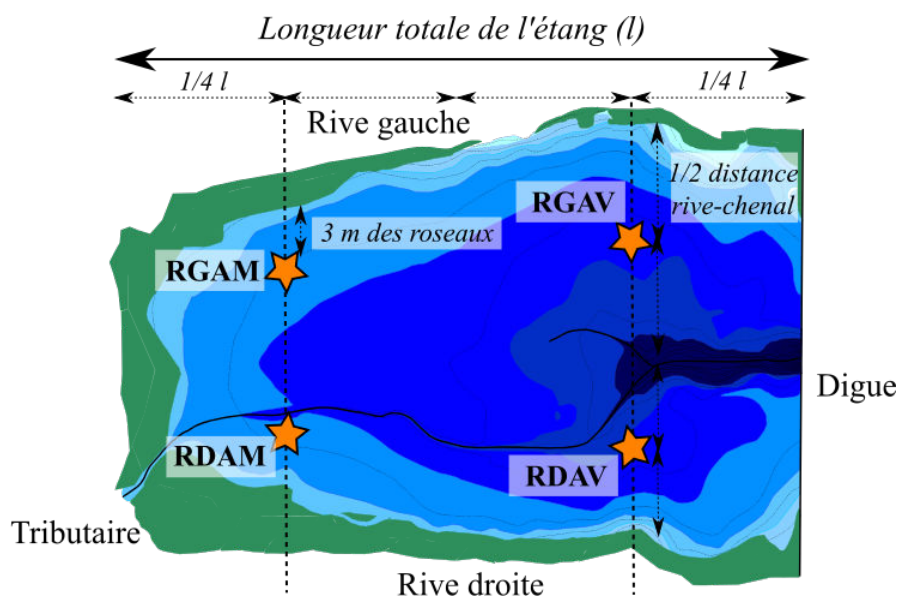 Longueur totale de l'étang (l)
1/4 l
1/4 l
Rive gauche
1/2 distance
rive-chenal
RGAV
3 m des roseaux
RGAM
Digue
RDAM
RDAV
Tributaire
Rive droite